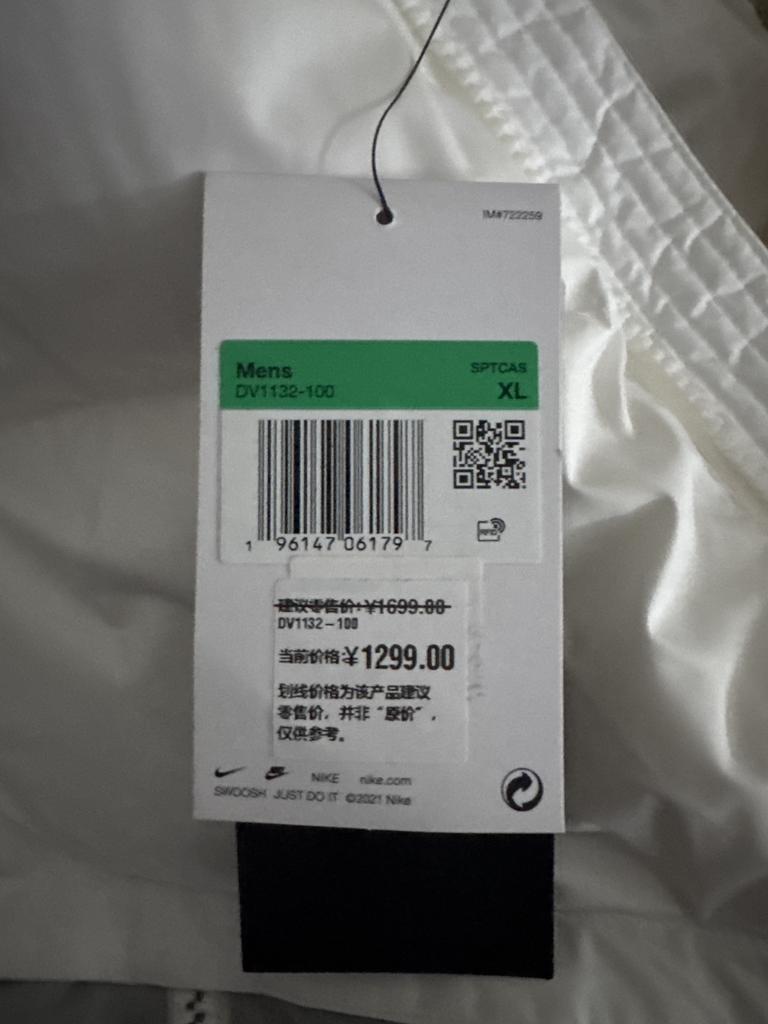 IM#722259
Mens
SPTCAS
DV1132-100
XL
1 96147 06179 7
RFID
建议零售价:¥1699.00
DV1132-100
当前价格:¥1299.00
划线价格为该产品建议
零售价，并非“原价”，
仅供参考。
NIKE nike.com
SWOOSH JUST DO IT ©2021 Nike